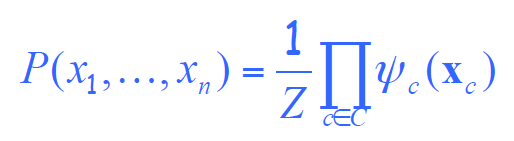 P(x₁,…,xₙ) = 1/Z ∏_{c∈C} ψ_c(𝐱_c)